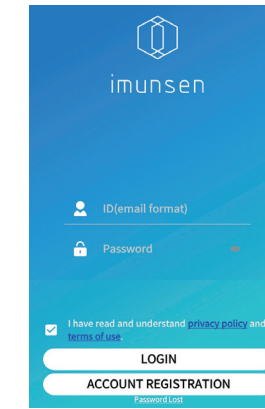 imunsen
ID(email format)
Password
I have read and understand privacy policy and
terms of use.
LOGIN
ACCOUNT REGISTRATION
Password Lost